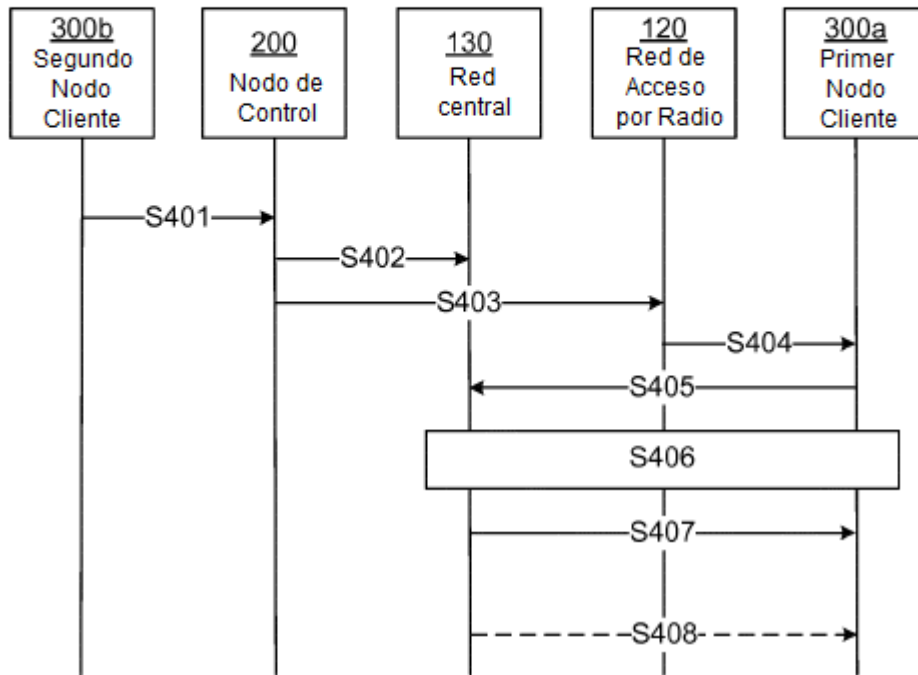 300b
Segundo
Nodo
Cliente
200
Nodo de
Control
130
Red
central
120
Red de
Acceso
por Radio
300a
Primer
Nodo
Cliente
S401
S402
S403
S404
S405
S406
S407
S408